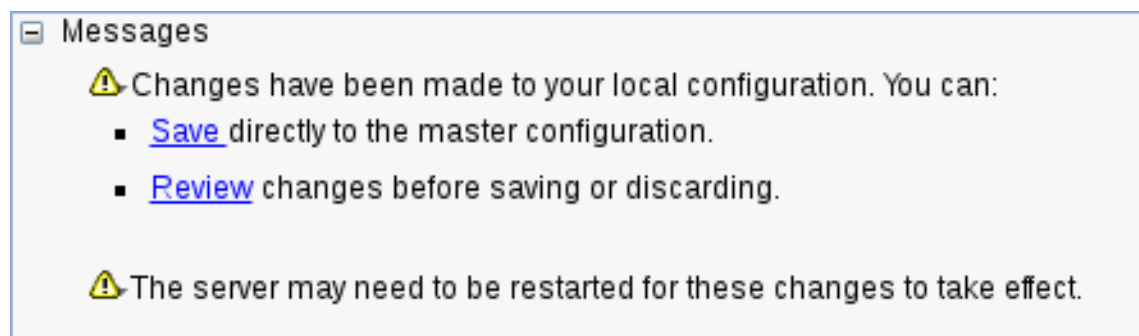 Messages
Changes have been made to your local configuration. You can:
Save directly to the master configuration.
Review changes before saving or discarding.
The server may need to be restarted for these changes to take effect.